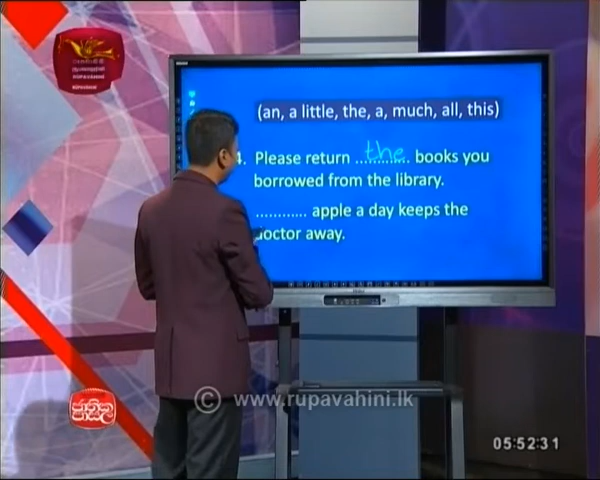 RUPAVAHINI
(an, a little, the, a, much, all, this)
4. Please return ............ the books you
borrowed from the library.
............ apple a day keeps the
doctor away.
© www.rupavahini.lk
05:52:31